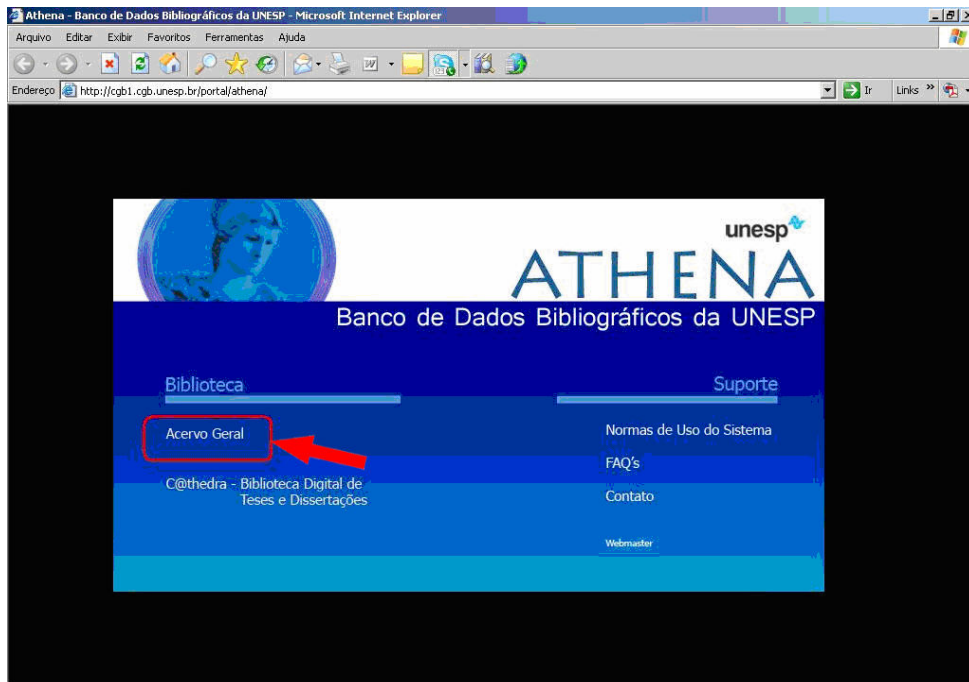 Athena - Banco de Dados Bibliográficos da UNESP - Microsoft Internet Explorer
Arquivo Editar Exibir Favoritos Ferramentas Ajuda
Endereço http://cgb1.cgb.unesp.br/portal/athena/ Ir Links »
unesp
ATHENA
Banco de Dados Bibliográficos da UNESP
Biblioteca
Acervo Geral
C@thedra - Biblioteca Digital de
Teses e Dissertações
Suporte
Normas de Uso do Sistema
FAQ's
Contato
Webmaster